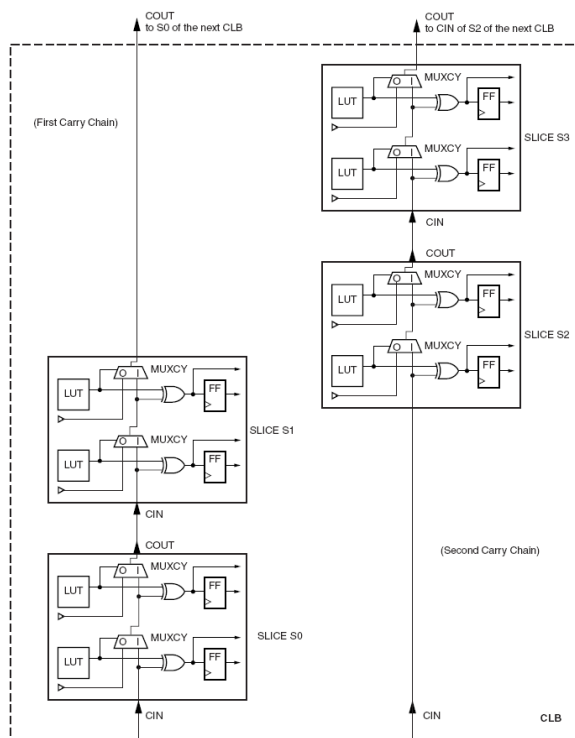 COUT
to S0 of the next CLB
COUT
to CIN of S2 of the next CLB
(First Carry Chain)
O I
MUXCY
LUT
FF
SLICE S3
O I
MUXCY
LUT
FF
CIN
COUT
O I
MUXCY
LUT
FF
SLICE S2
O I
MUXCY
LUT
FF
O I
MUXCY
LUT
FF
SLICE S1
O I
MUXCY
LUT
FF
CIN
COUT
(Second Carry Chain)
O I
MUXCY
LUT
FF
SLICE S0
O I
MUXCY
LUT
FF
CIN
CIN
CLB